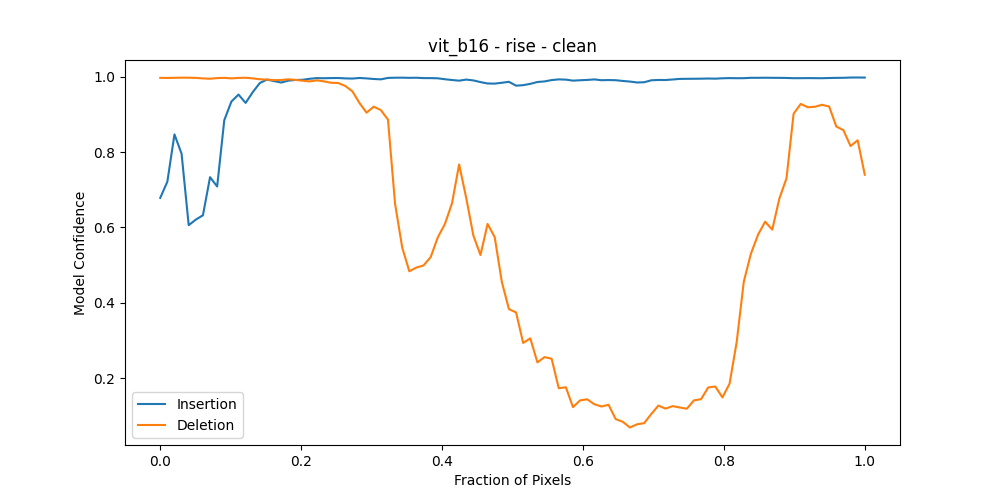 vit_b16 - rise - clean
1.0
0.8
0.6
0.4
0.2
Model Confidence
Insertion
Deletion
0.0 0.2 0.4 0.6 0.8 1.0
Fraction of Pixels